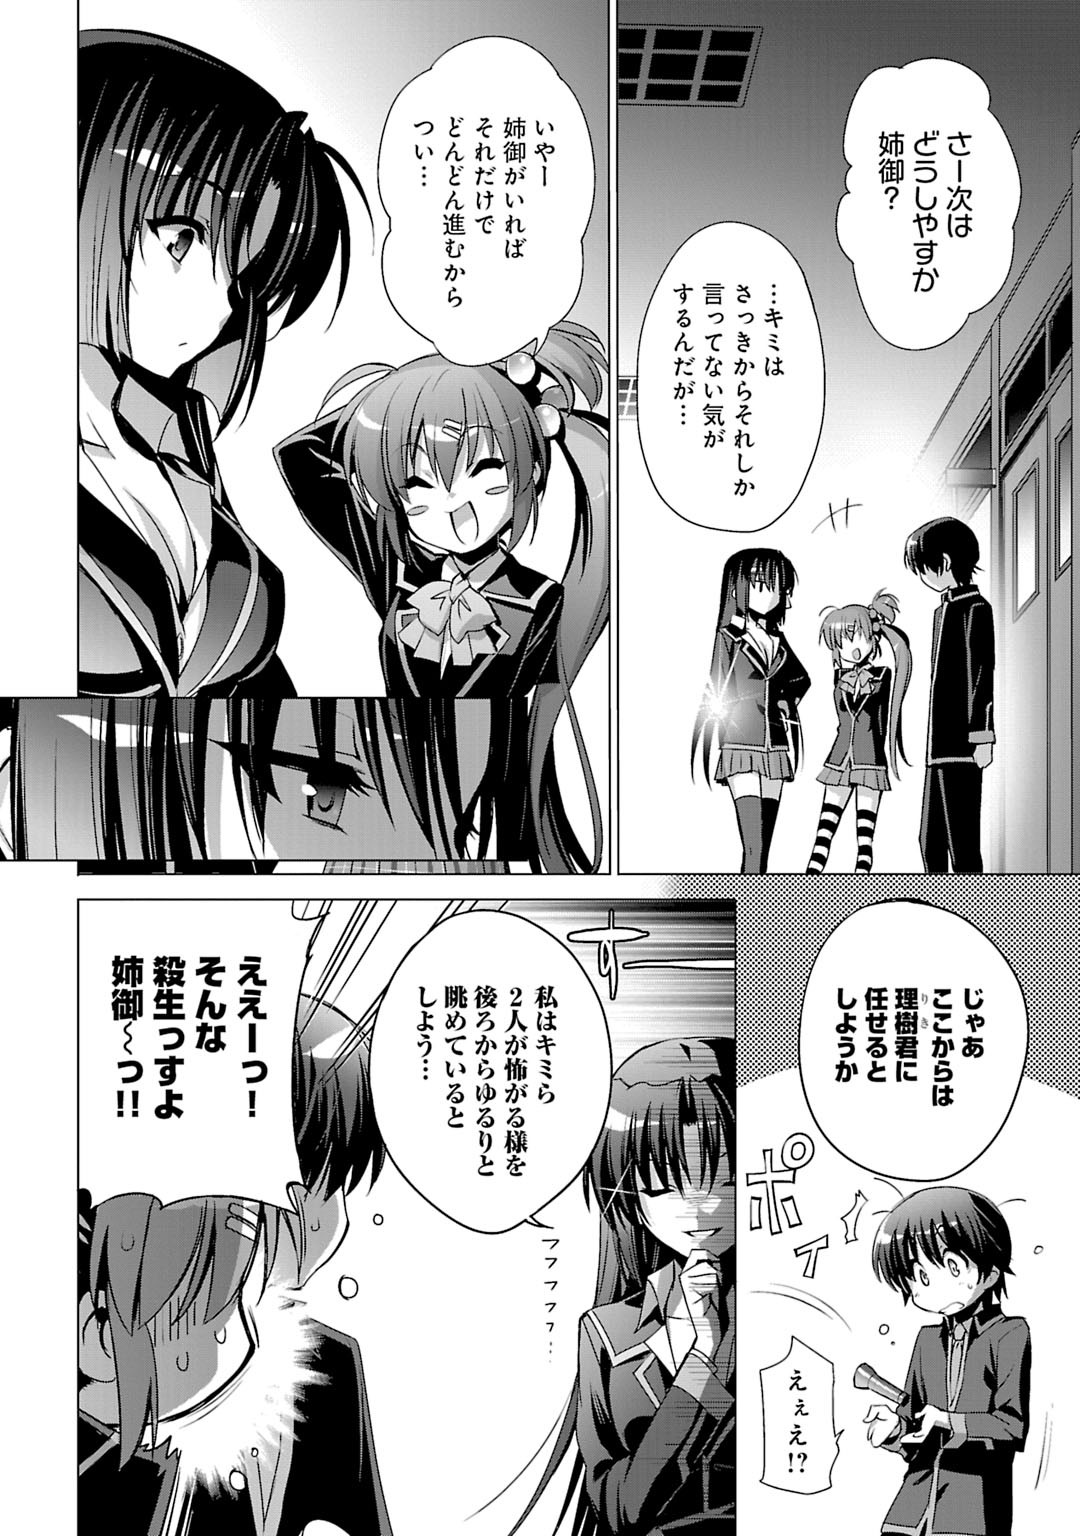 さー次は
どうしやすか
姉御？
…キミは
さっきからそれしか
言ってない気が
するんだが…
いやー
姉御がいれば
それだけで
どんどん進むから
つい…
じゃあ
ここからは
理樹君に
りき
任せると
しようか
ポイ
えぇえ!?
すーー
私はキミら
2人が怖がる様を
後ろからゆるりと
眺めていると
しよう…
フフフフフ…
ええーっ！
そんな
殺生っすよ
姉御〜っ!!